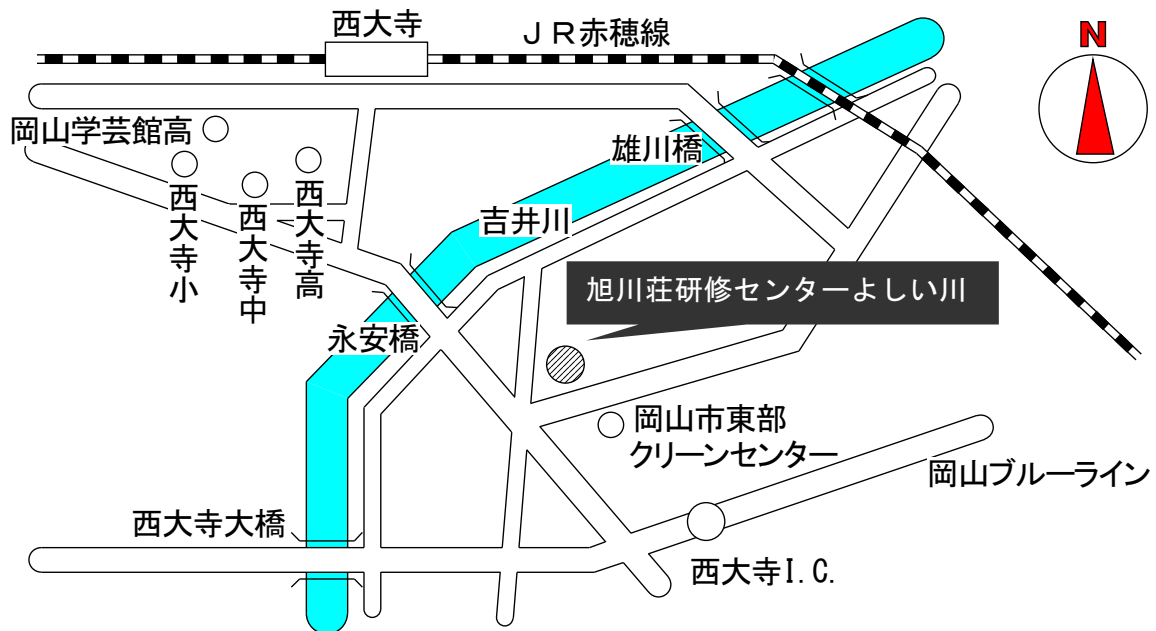 西大寺
JR赤穂線
N
岡山学芸館高
雄川橋
西大寺小
西大寺中
西大寺高
吉井川
旭川荘研修センターよしい川
永安橋
岡山市東部
クリーンセンター
岡山ブルーライン
西大寺大橋
西大寺I.C.